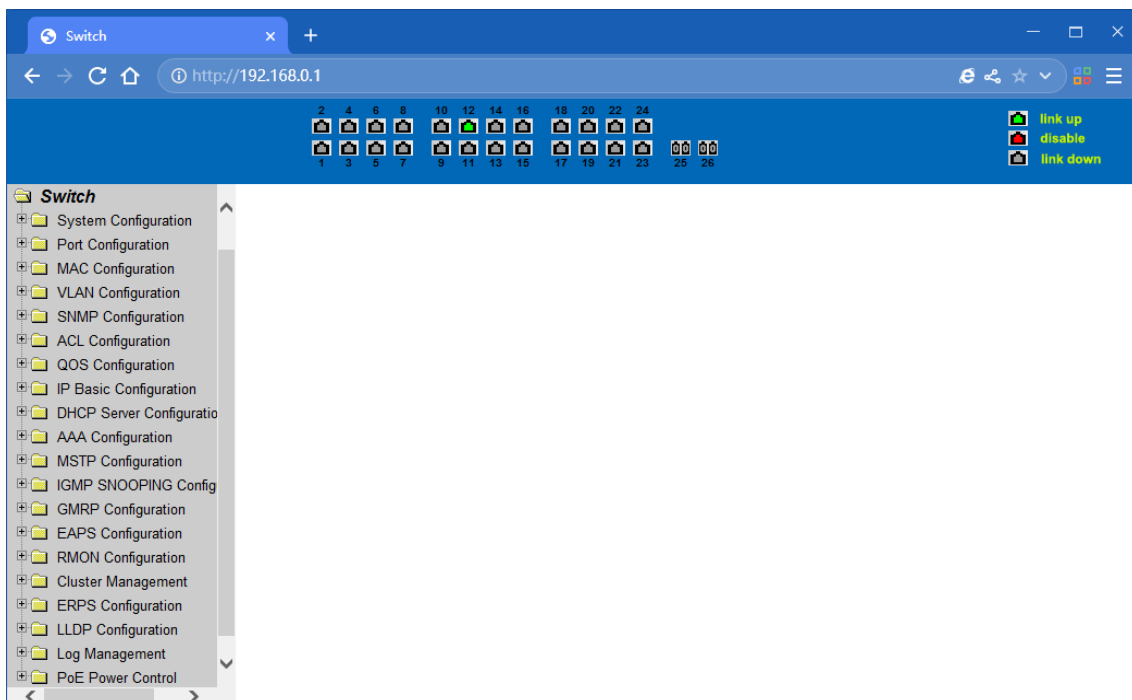 Switch
http://192.168.0.1
2 4 6 8 10 12 14 16 18 20 22 24
1 3 5 7 9 11 13 15 17 19 21 23 25 26
link up
disable
link down
Switch
System Configuration
Port Configuration
MAC Configuration
VLAN Configuration
SNMP Configuration
ACL Configuration
QOS Configuration
IP Basic Configuration
DHCP Server Configuratio
AAA Configuration
MSTP Configuration
IGMP SNOOPING Config
GMRP Configuration
EAPS Configuration
RMON Configuration
Cluster Management
ERPS Configuration
LLDP Configuration
Log Management
PoE Power Control